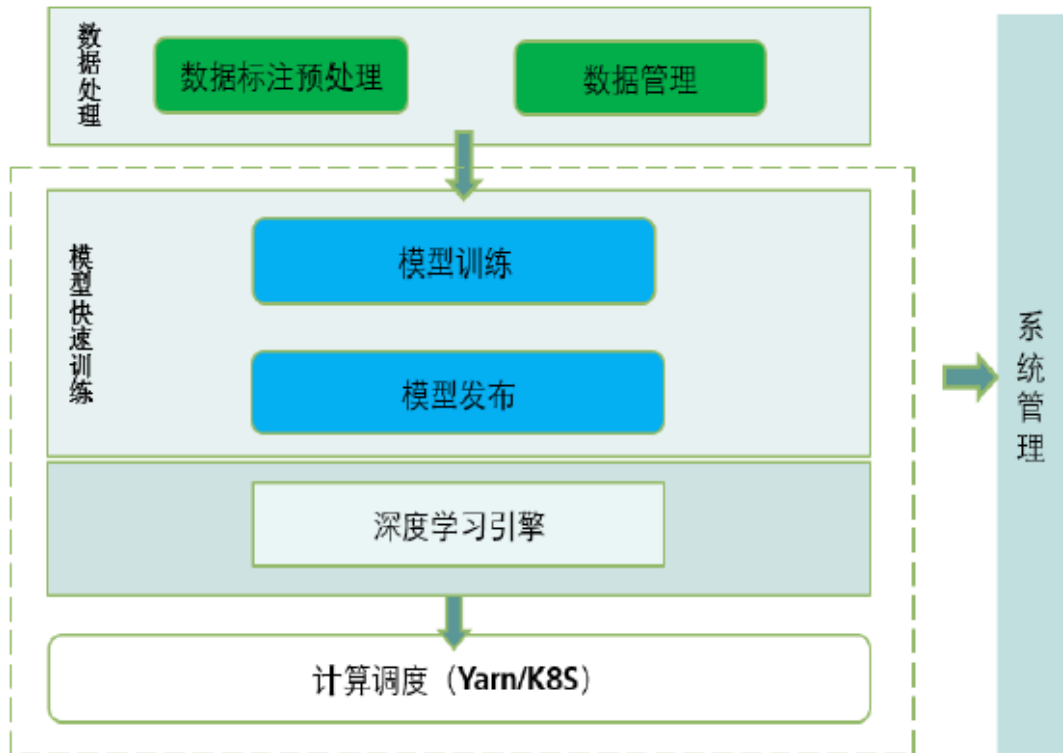 数据处理
数据标注预处理
数据管理
模型快速训练
模型训练
模型发布
深度学习引擎
计算调度（Yarn/K8S）
系统管理